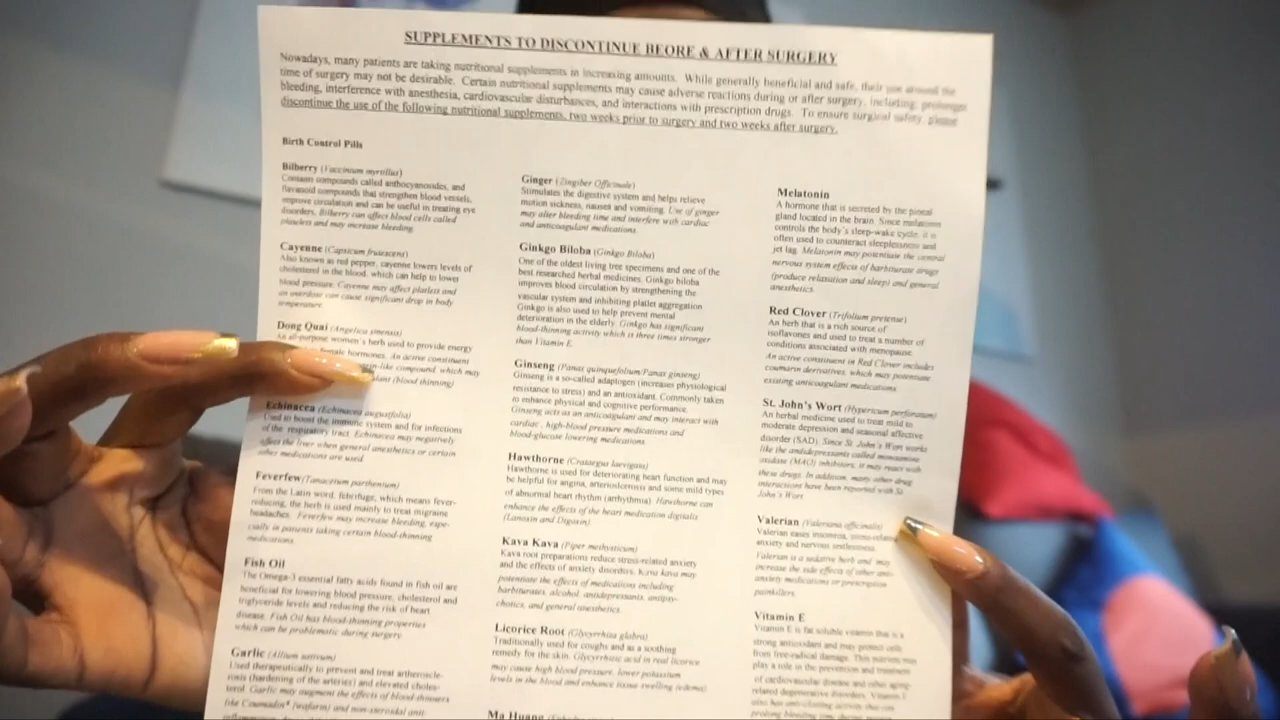 SUPPLEMENTS TO DISCONTINUE BEORE & AFTER SURGERY
Nowadays, many patients are taking nutritional supplements in increasing amounts. While generally beneficial and safe, their use around the
time of surgery may not be desirable. Certain nutritional supplements may cause adverse reactions during or after surgery, including: prolonged
bleeding, interference with anesthesia, cardiovascular disturbances, and interactions with prescription drugs. To ensure surgical safety, please
discontinue the use of the following nutritional supplements, two weeks prior to surgery and two weeks after surgery.
Birth Control Pills
Bilberry (Vaccinium myrtillus)
Contains compounds called anthocyanosides, and
flavanoid compounds that strengthen blood vessels,
improve circulation and can be useful in treating eye
disorders. Bilberry can affect blood cells called
platelets and may increase bleeding.
Cayenne (Capsicum frutescens)
Also known as red pepper, cayenne lowers levels of
cholesterol in the blood, which can help to lower
blood pressure. Cayenne may affect platlets and
an overdose can cause significant drop in body
temperature.
Dong Quai (Angelica sinensis)
An all-purpose women's herb used to provide energy
hormones. An active constituent
-like compound, which may
(blood thinning)
Echinacea (Echinacea augustfolia)
Used to boost the immune system and for infections
of the respiratory tract. Echinacea may negatively
affect the liver when general anesthetics or certain
other medications are used.
Feverfew (Tanacetum parthenium)
From the Latin word, febrifuge, which means fever-
reducing, the herb is used mainly to treat migraine
headaches. Feverfew may increase bleeding, espe-
cially in patients taking certain blood-thinning
medications.
Fish Oil
The Omega-3 essential fatty acids found in fish oil are
beneficial for lowering blood pressure, cholesterol and
triglyceride levels and reducing the risk of heart
disease. Fish Oil has blood-thinning properties
which can be problematic during surgery.
Garlic (Allium sativum)
Used therapeutically to prevent and treat atheroscle-
rosis (hardening of the arteries) and elevated choles-
terol. Garlic may augment the effects of blood-thinners
like Coumadin® (warfarin) and non-steroidal anti-
Ginger (Zingiber Officinale)
Stimulates the digestive system and helps relieve
motion sickness, nausea and vomiting. Use of ginger
may alter bleeding time and interfere with cardiac
and anticoagulant medications.
Ginkgo Biloba (Ginkgo Biloba)
One of the oldest living tree specimens and one of the
best researched herbal medicines. Ginkgo biloba
improves blood circulation by strengthening the
vascular system and inhibiting platlet aggregation
Ginkgo is also used to help prevent mental
deterioration in the elderly. Ginkgo has significant
blood-thinning activity which is three times stronger
than Vitamin E.
Ginseng (Panax quinquefolium/Panax ginseng)
Ginseng is a so-called adaptogen (increases physiological
resistance to stress) and an antioxidant. Commonly taken
to enhance physical and cognitive performance.
Ginseng acts as an anticoagulant and may interact with
cardiac , high-blood pressure medications and
blood-glucose lowering medications.
Hawthorne (Crataegus laevigata)
Hawthorne is used for deteriorating heart function and may
be helpful for angina, arteriosclerosis and some mild types
of abnormal heart rhythm (arrhythmia). Hawthorne can
enhance the effects of the heart medication digitalis
(Lanoxin and Digoxin)
Kava Kava (Piper methysticum)
Kava root preparations reduce stress-related anxiety
and the effects of anxiety disorders. Kava kava may
potentiate the effects of medications including
barbiturates, alcohol, antidepressants, antipsy-
chotics, and general anesthetics.
Licorice Root (Glycyrrhiza glabra)
Traditionally used for coughs and as a soothing
remedy for the skin. Glycyrrhizic acid in real licorice
may cause high blood pressure, lower potassium
levels in the blood and enhance tissue swelling (edema)
Ma Huang
Melatonin
A hormone that is secreted by the pineal
gland located in the brain. Since melatonin
controls the body's sleep-wake cycle, it is
often used to counteract sleeplessness and
jet lag. Melatonin may potentiate the central
nervous system effects of barbiturate drugs
(produce relaxation and sleep) and general
anesthetics.
Red Clover (Trifolium pretense)
An herb that is a rich source of
isoflavones and used to treat a number of
conditions associated with menopause.
An active constituent in Red Clover includes
coumarin derivatives, which may potentiate
existing anticoagulant medications.
St. John's Wort (Hypericum perforatum)
An herbal medicine used to treat mild to
moderate depression and seasonal affective
disorder (SAD). Since St. John's Wort works
like the antidepressants called monoamine
oxidase (MAO) inhibitors, it may react with
these drugs. In addition, many other drug
interactions have been reported with St.
John's Wort
Valerian (Valeriana officinalis)
Valerian eases insomnia, stress-related
anxiety and nervous restlessness.
Valerian is a sedative herb and may
increase the side effects of other anti-
anxiety medications or prescription
painkillers.
Vitamin E
Vitamin E is fat soluble vitamin that is a
strong antioxidant and may protect cells
from free-radical damage. This nutrient may
play a role in the prevention and treatment
of cardiovascular disease and other aging-
related degenerative disorders. Vitamin E
also has anti-clotting activity that can
prolong bleeding time